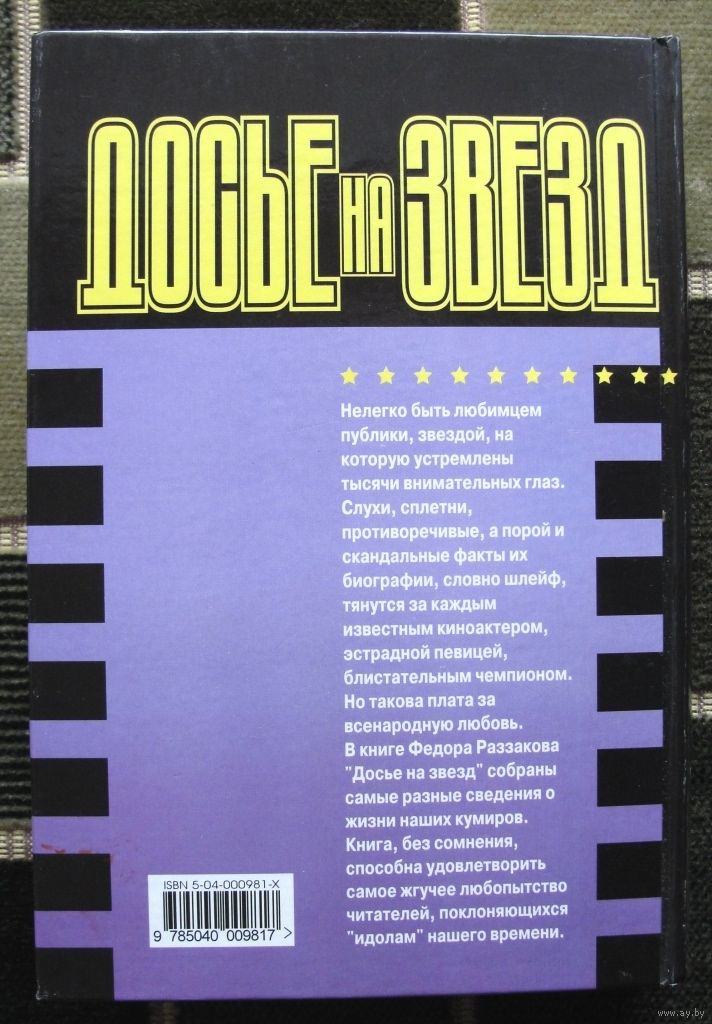 ДОСЬЕ НА ЗВЕЗД
Нелегко быть любимцем
публики, звездой, на
которую устремлены
тысячи внимательных глаз.
Слухи, сплетни,
противоречивые, а порой и
скандальные факты их
биографии, словно шлейф,
тянутся за каждым
известным киноактером,
эстрадной певицей,
блистательным чемпионом.
Но такова плата за
всенародную любовь.
В книге Федора Раззакова
"Досье на звезд" собраны
самые разные сведения о
жизни наших кумиров.
Книга, без сомнения,
способна удовлетворить
самое жгучее любопытство
читателей, поклоняющихся
"идолам" нашего времени.
ISBN 5-04-000981-X
9 785040 009817 >
www.ay.by